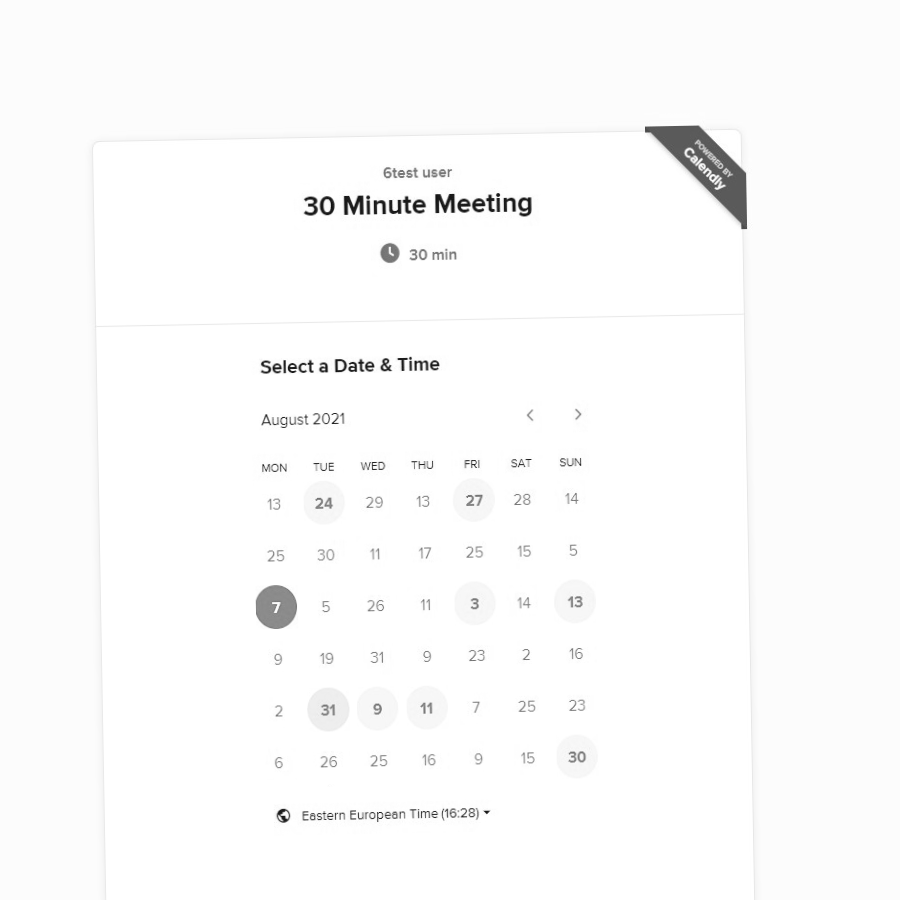 POWERED BY
Calendly
6test user
30 Minute Meeting
30 min
Select a Date & Time
August 2021
MON TUE WED THU FRI SAT SUN
13 24 29 13 27 28 14
25 30 11 17 25 15 5
7 5 26 11 3 14 13
9 19 31 9 23 2 16
2 31 9 11 7 25 23
6 26 25 16 9 15 30
Eastern European Time (16:28)